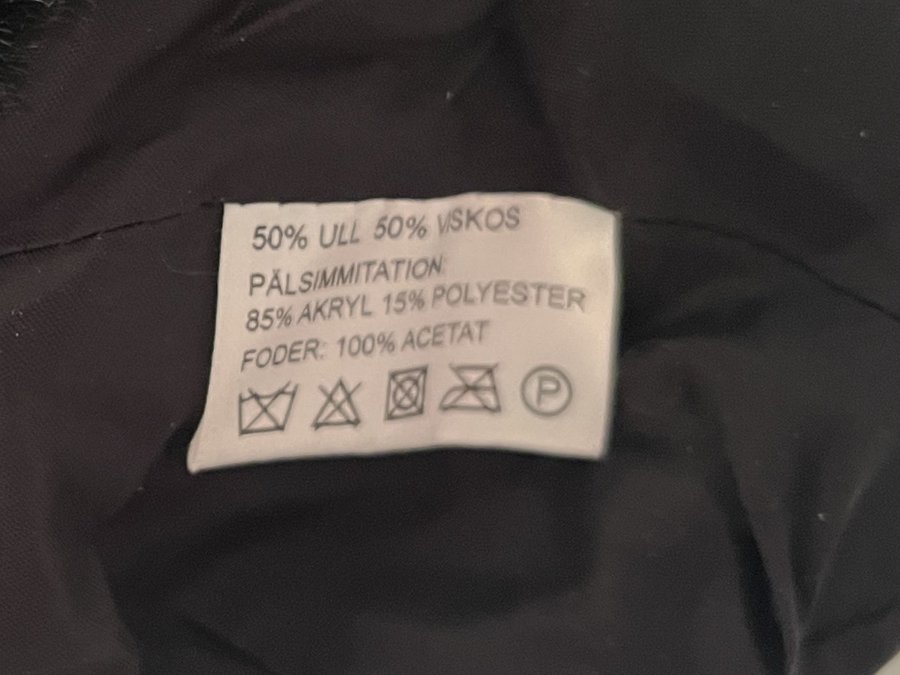 50% ULL 50% VISKOS
PÄLSIMMITATION:
85% AKRYL 15% POLYESTER
FODER: 100% ACETAT
P